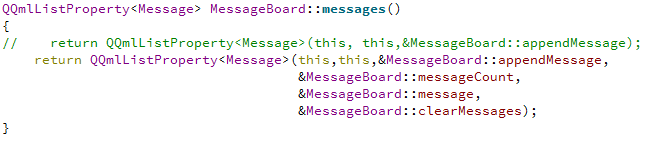 QQmlListProperty<Message> MessageBoard::messages()
{
//    return QQmlListProperty<Message>(this, this,&MessageBoard::appendMessage);
    return QQmlListProperty<Message>(this,this,&MessageBoard::appendMessage,
                                     &MessageBoard::messageCount,
                                     &MessageBoard::message,
                                     &MessageBoard::clearMessages);
}